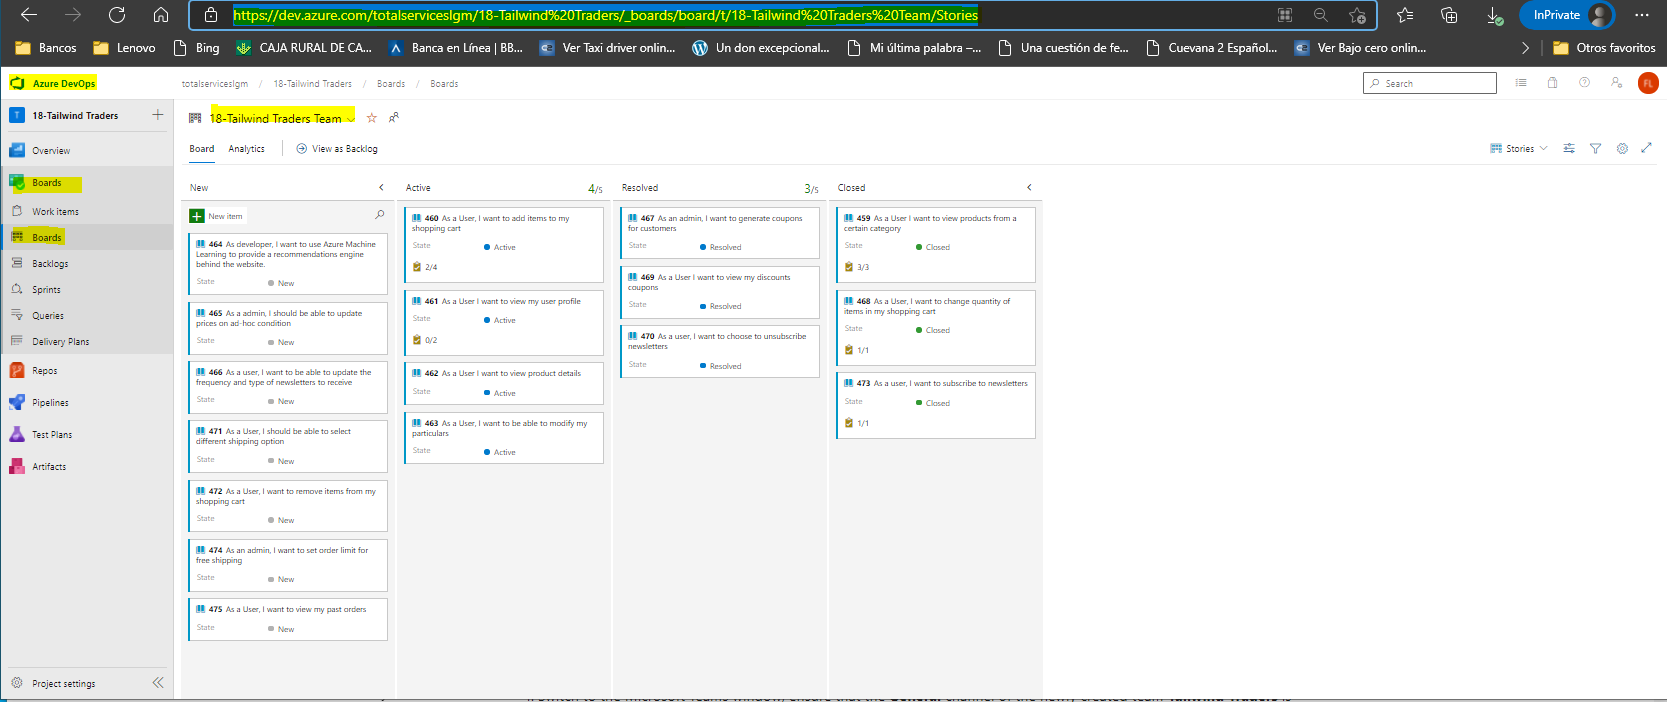 https://dev.azure.com/totalserviceslgm/18-Tailwind%20Traders/_boards/board/t/18-Tailwind%20Traders%20Team/Stories
InPrivate
Bancos
Lenovo
Bing
CAJA RURAL DE CA...
Banca en Línea | BB...
Ver Taxi driver onlin...
Un don excepcional...
Mi última palabra –...
Una cuestión de fe...
Cuevana 2 Español...
Ver Bajo cero onlin...
Otros favoritos
Azure DevOps
totalserviceslgm / 18-Tailwind Traders / Boards / Boards
Search
FL
T 18-Tailwind Traders
Overview
Boards
Work items
Boards
Backlogs
Sprints
Queries
Delivery Plans
Repos
Pipelines
Test Plans
Artifacts
Project settings
18-Tailwind Traders Team
Board Analytics View as Backlog
Stories
New
New item
464 As developer, I want to use Azure Machine
Learning to provide a recommendations engine
behind the website.
State New
465 As a admin, I should be able to update
prices on ad-hoc condition
State New
466 As a user, I want to be able to update the
frequency and type of newsletters to receive
State New
471 As a User, I should be able to select
different shipping option
State New
472 As a User, I want to remove items from my
shopping cart
State New
474 As an admin, I want to set order limit for
free shipping
State New
475 As a User, I want to view my past orders
State New
Active 4/5
460 As a User, I want to add items to my
shopping cart
State Active
2/4
461 As a User I want to view my user profile
State Active
0/2
462 As a User I want to view product details
State Active
463 As a User, I want to be able to modify my
particulars
State Active
Resolved 3/5
467 As an admin, I want to generate coupons
for customers
State Resolved
469 As a User I want to view my discounts
coupons
State Resolved
470 As a user, I want to choose to unsubscribe
newsletters
State Resolved
Closed
459 As a User I want to view products from a
certain category
State Closed
3/3
468 As a User, I want to change quantity of
items in my shopping cart
State Closed
1/1
473 As a user, I want to subscribe to newsletters
State Closed
1/1